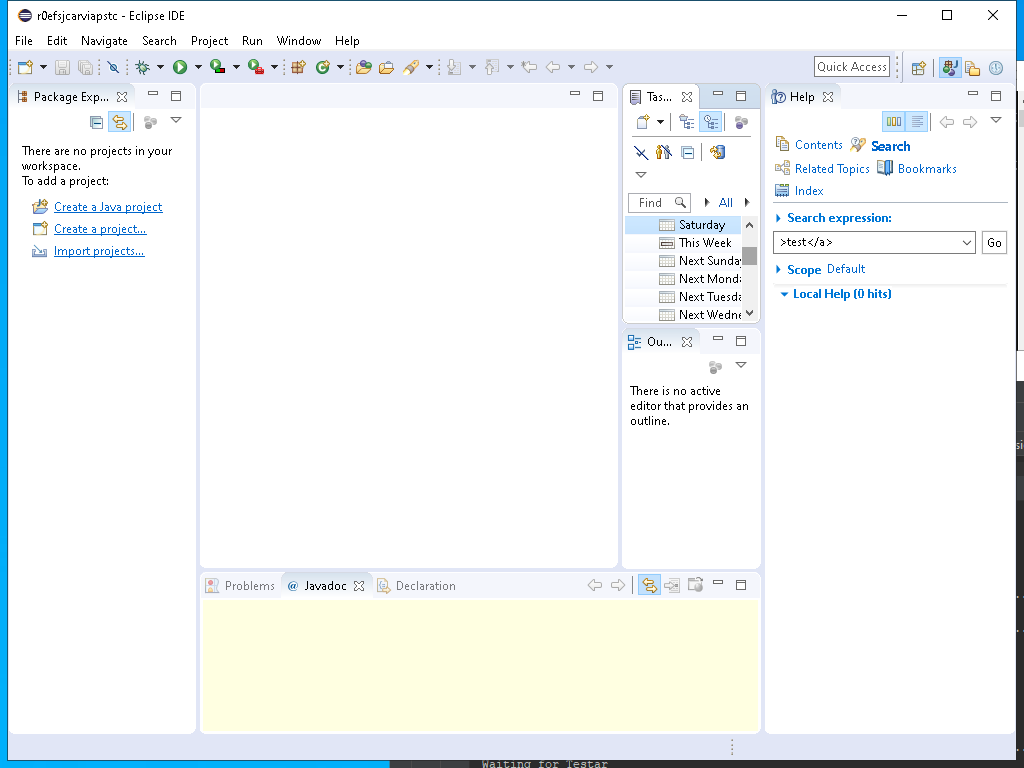 r0efsjcarviapstc - Eclipse IDE
File Edit Navigate Search Project Run Window Help
Quick Access
Package Exp...
There are no projects in your
workspace.
To add a project:
Create a Java project
Create a project...
Import projects...
Tas...
Find
All
Saturday
This Week
Next Sunday
Next Monda
Next Tuesda
Next Wedne
Ou...
There is no active
editor that provides an
outline.
Help
Contents Search
Related Topics Bookmarks
Index
Search expression:
>test</a>
Go
Scope Default
Local Help (0 hits)
Problems @ Javadoc Declaration
Waiting for Testar